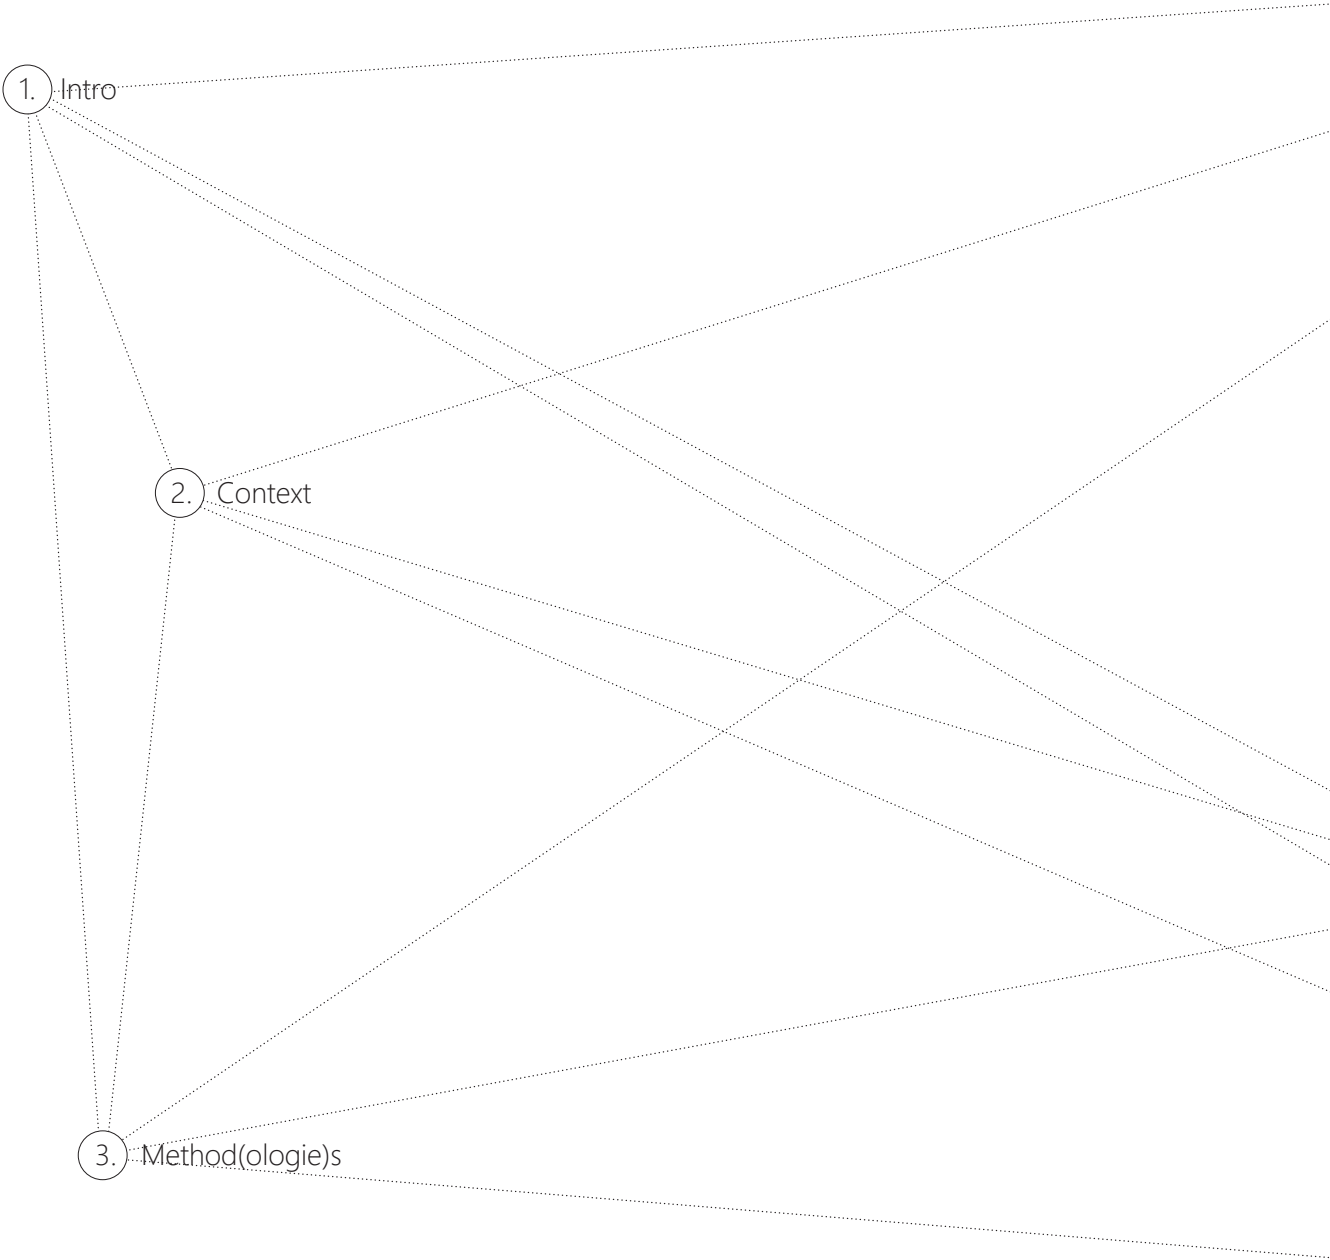 1. Intro
2. Context
3. Method(ologie)s